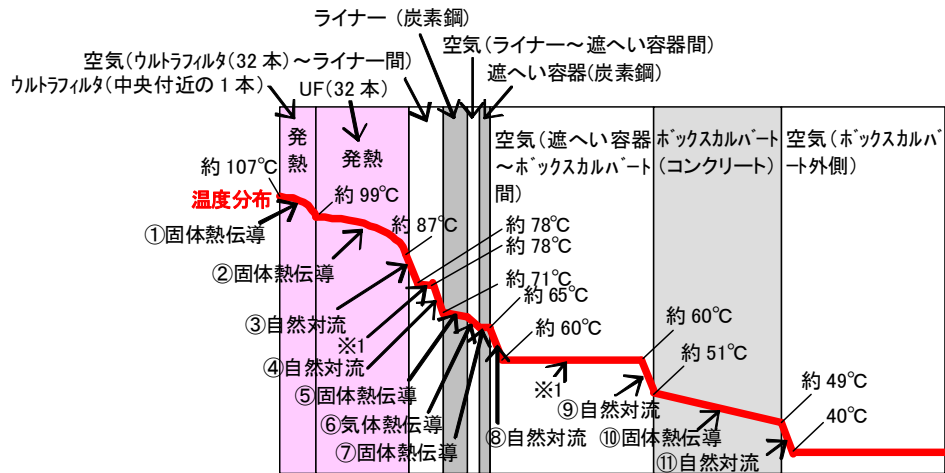 ライナー（炭素鋼）
空気（ライナー～遮へい容器間）
空気（ウルトラフィルタ（32本）～ライナー間）
遮へい容器（炭素鋼）
ウルトラフィルタ（中央付近の１本）
UF（32本）
発熱
発熱
空気（遮へい容器
～ボックスカルバート
間）
ボックスカルバート
（コンクリート）
空気（ボックスカルバ
ート外側）
約 107℃
温度分布
約 99℃
約 87℃
約 78℃
約 78℃
約 71℃
約 65℃
約 60℃
約 60℃
約 51℃
約 49℃
40℃
①固体熱伝導
②固体熱伝導
③自然対流
※1
④自然対流
⑤固体熱伝導
⑥気体熱伝導
⑦固体熱伝導
⑧自然対流
※1
⑨自然対流
⑩固体熱伝導
⑪自然対流